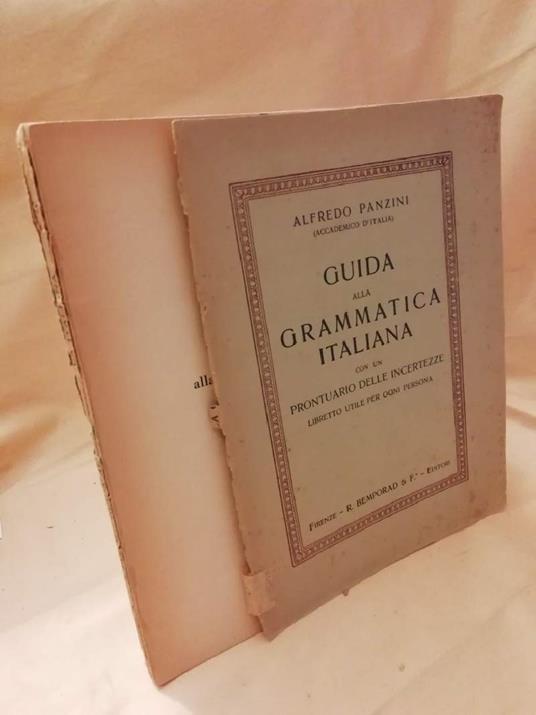 ALFREDO PANZINI
(ACCADEMICO D'ITALIA)
GUIDA
ALLA
GRAMMATICA
ITALIANA
CON UN
PRONTUARIO DELLE INCERTEZZE
LIBRETTO UTILE PER OGNI PERSONA
FIRENZE - R. BEMPORAD & F.º - EDITORI
alla